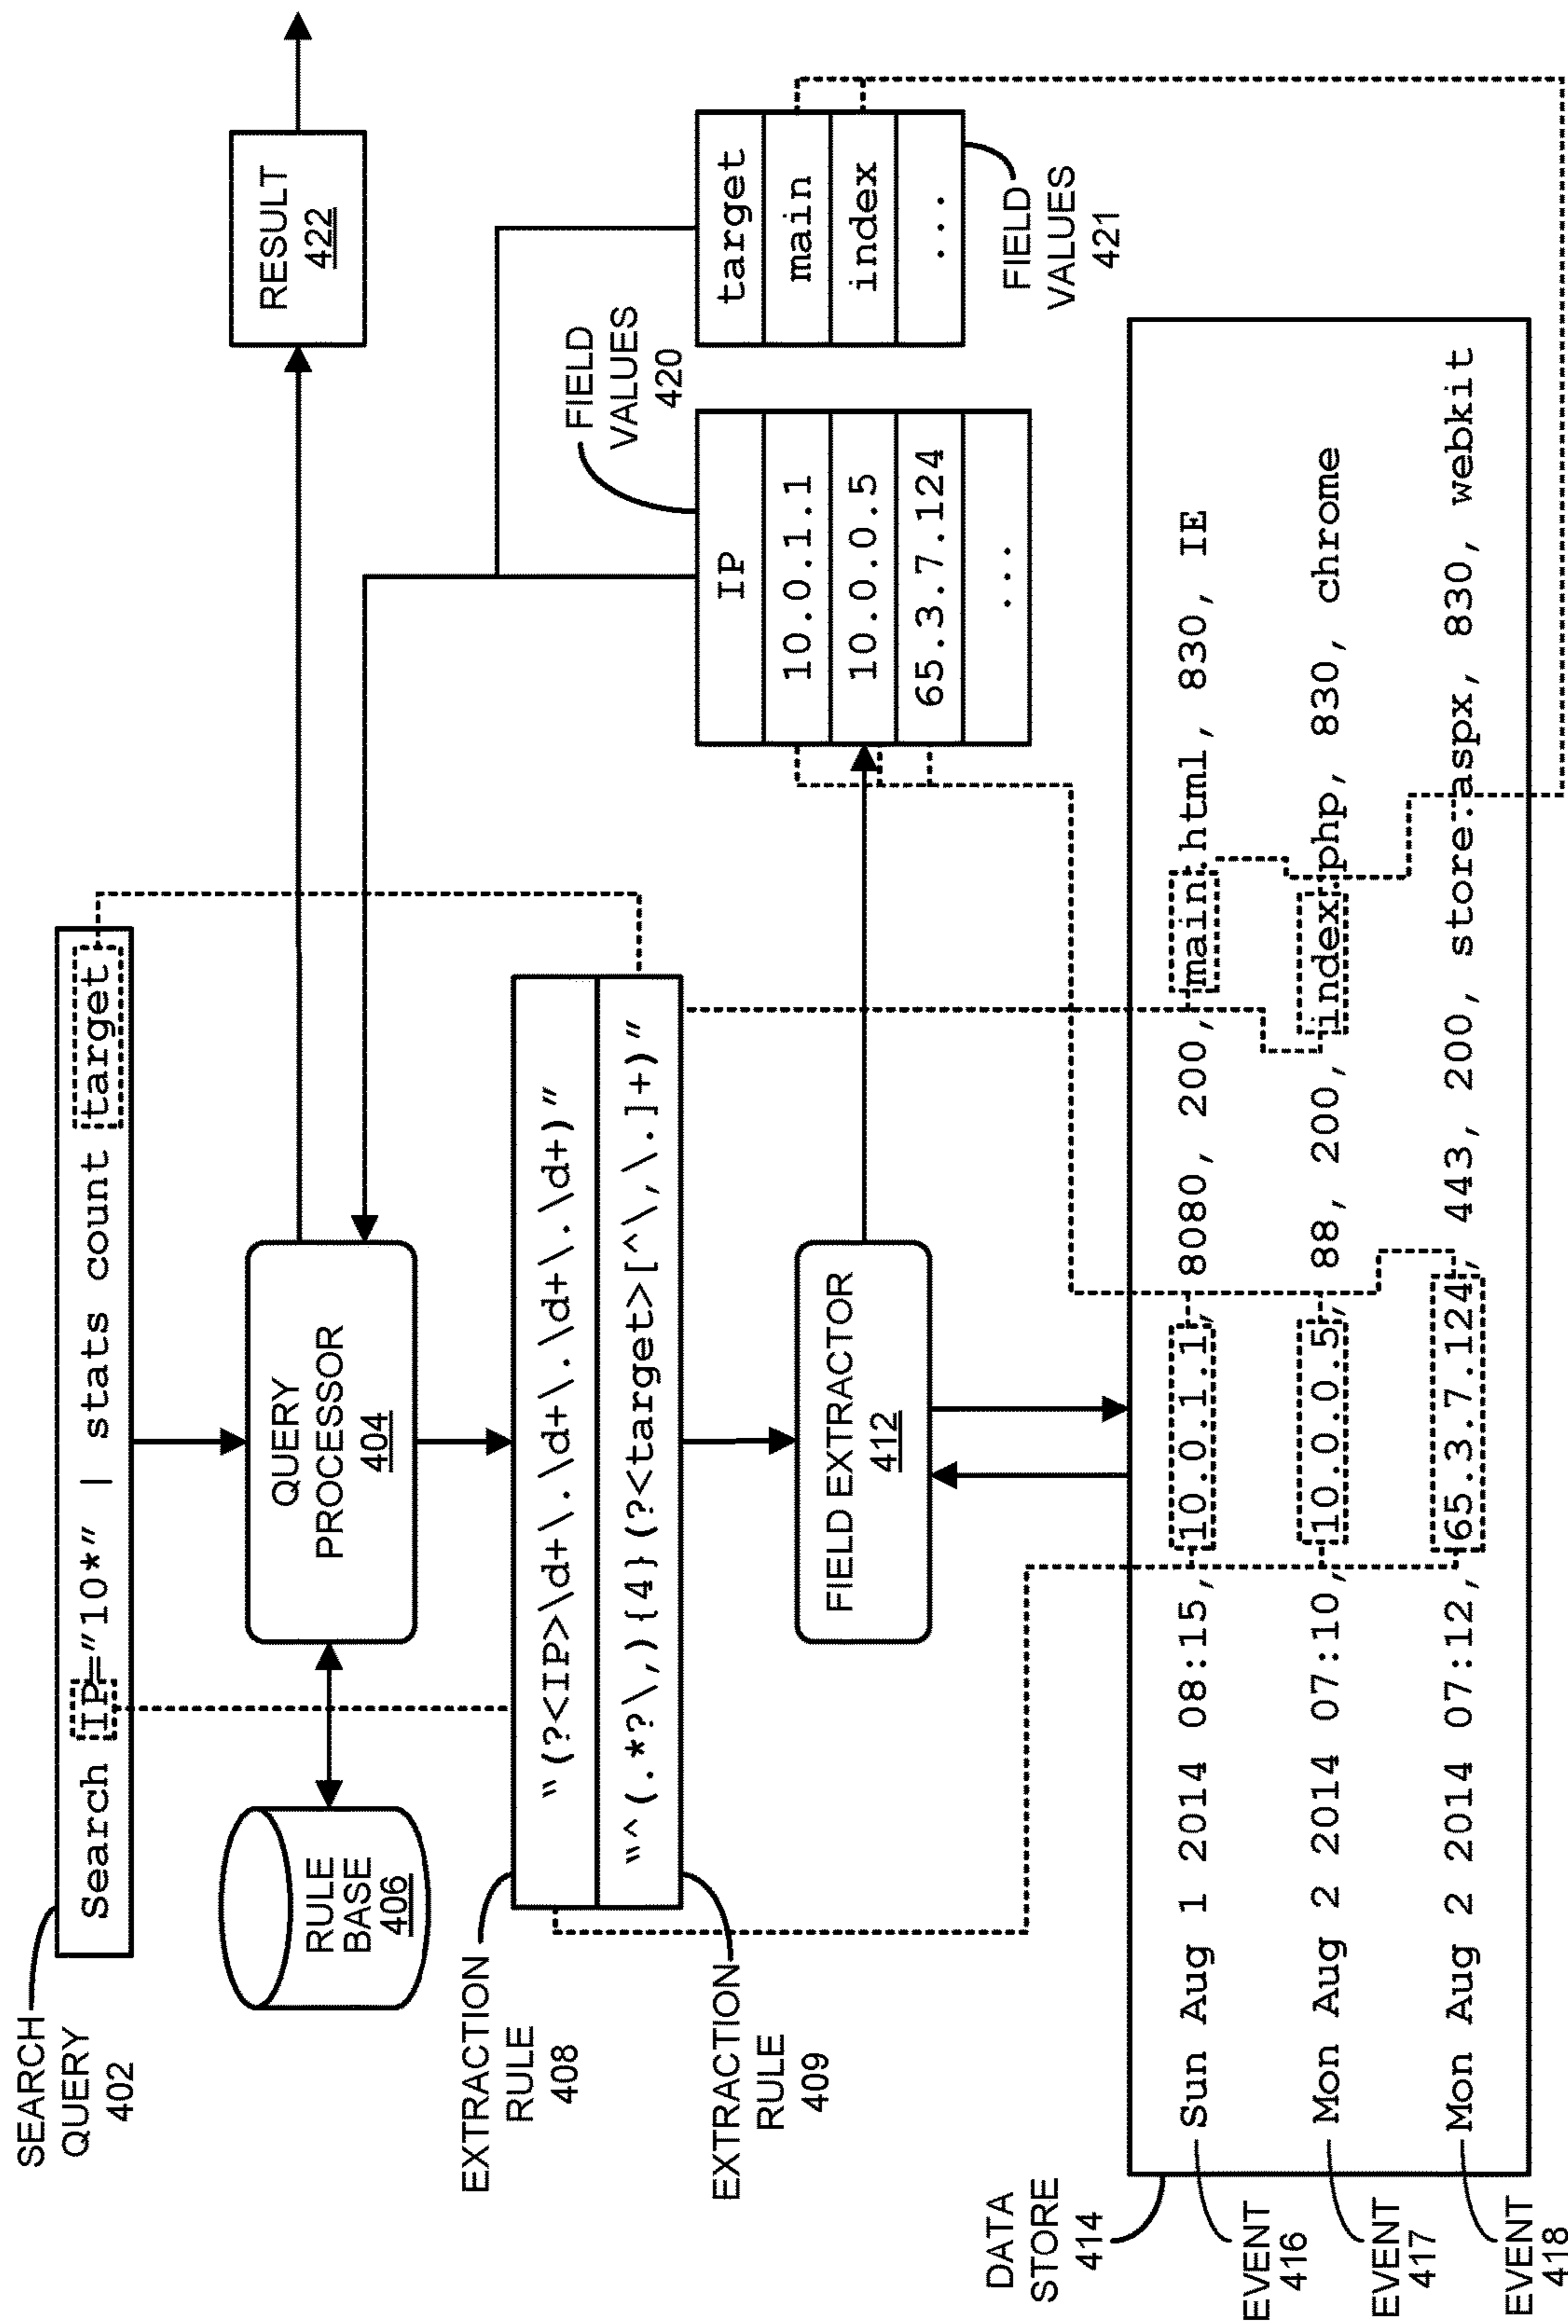 SEARCH
QUERY
402
Search IP="10*" | stats count target
RULE
BASE
406
QUERY
PROCESSOR
404
RESULT
422
EXTRACTION
RULE
408
"(?<IP>\d+\.\d+\.\d+\.\d+)"
EXTRACTION
RULE
409
"^(.*?\,){4}(?<target>[^\,\.]+)"
FIELD EXTRACTOR
412
FIELD
VALUES
420
IP
10.0.1.1
10.0.0.5
65.3.7.124
...
target
main
index
...
FIELD
VALUES
421
DATA
STORE
414
EVENT
416
Sun Aug 1 2014 08:15, 10.0.1.1, 8080, 200, main.html, 830, IE
EVENT
417
Mon Aug 2 2014 07:10, 10.0.0.5, 88, 200, index.php, 830, chrome
EVENT
418
Mon Aug 2 2014 07:12, 65.3.7.124, 443, 200, store.aspx, 830, webkit